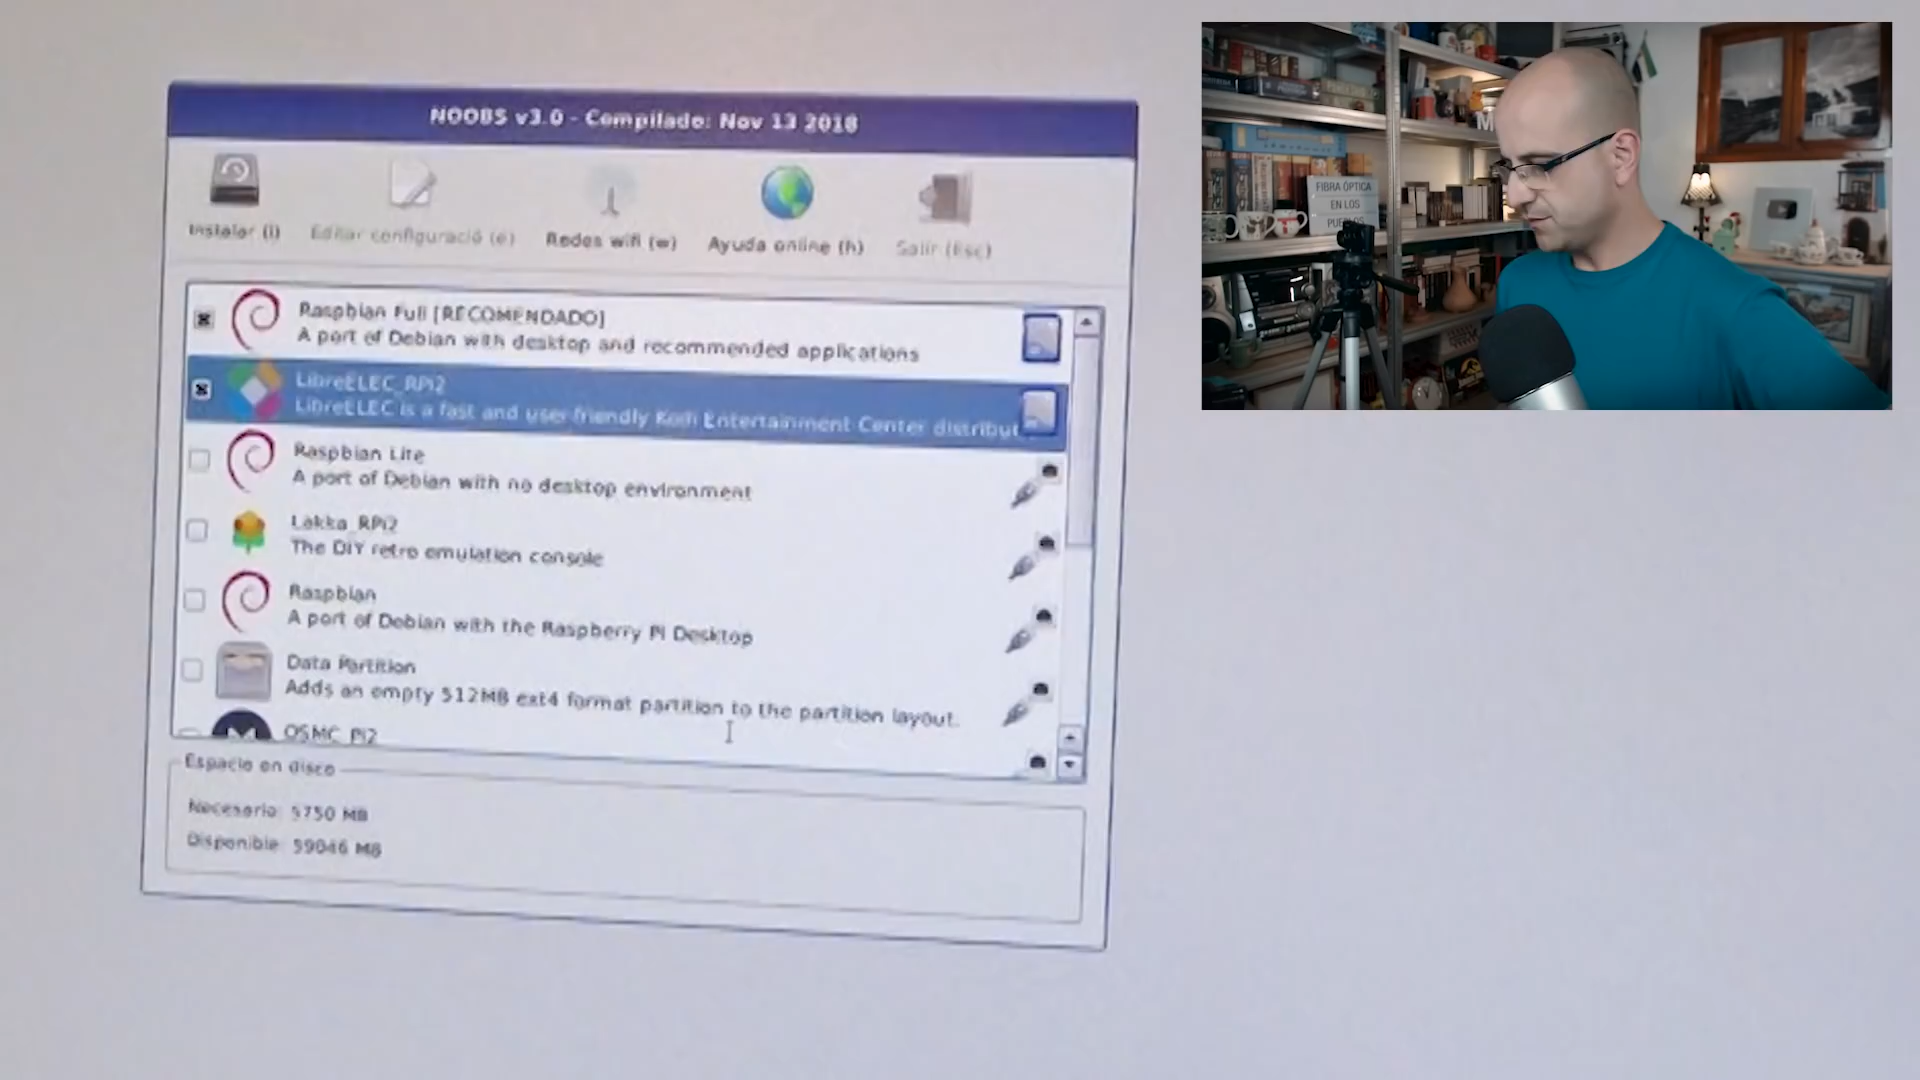 NOOBS v3.0 - Compilado: Nov 13 2018
Instalar (i)
Editar configuració (e)
Redes wifi (w)
Ayuda online (h)
Salir (Esc)
Raspbian Full [RECOMENDADO]
A port of Debian with desktop and recommended applications
LibreELEC_RPi2
LibreELEC is a fast and user-friendly Kodi Entertainment Center distribut
Raspbian Lite
A port of Debian with no desktop environment
Lakka_RPi2
The DIY retro emulation console
Raspbian
A port of Debian with the Raspberry Pi Desktop
Data Partition
Adds an empty 512MB ext4 format partition to the partition layout.
OSMC_Pi2
Espacio en disco
Necesario: 5750 MB
Disponible: 59046 MB
FIBRA ÓPTICA
EN LOS
PUEBLOS